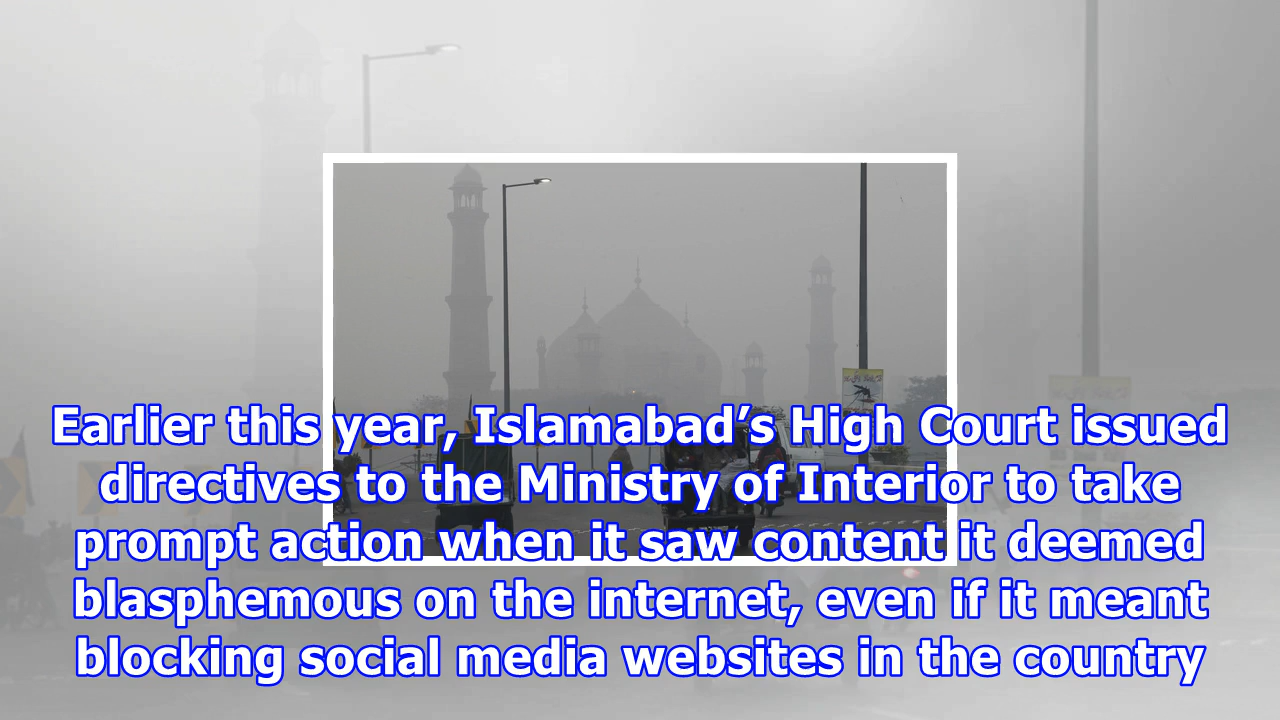 Earlier this year, Islamabad’s High Court issued
directives to the Ministry of Interior to take
prompt action when it saw content it deemed
blasphemous on the internet, even if it meant
blocking social media websites in the country